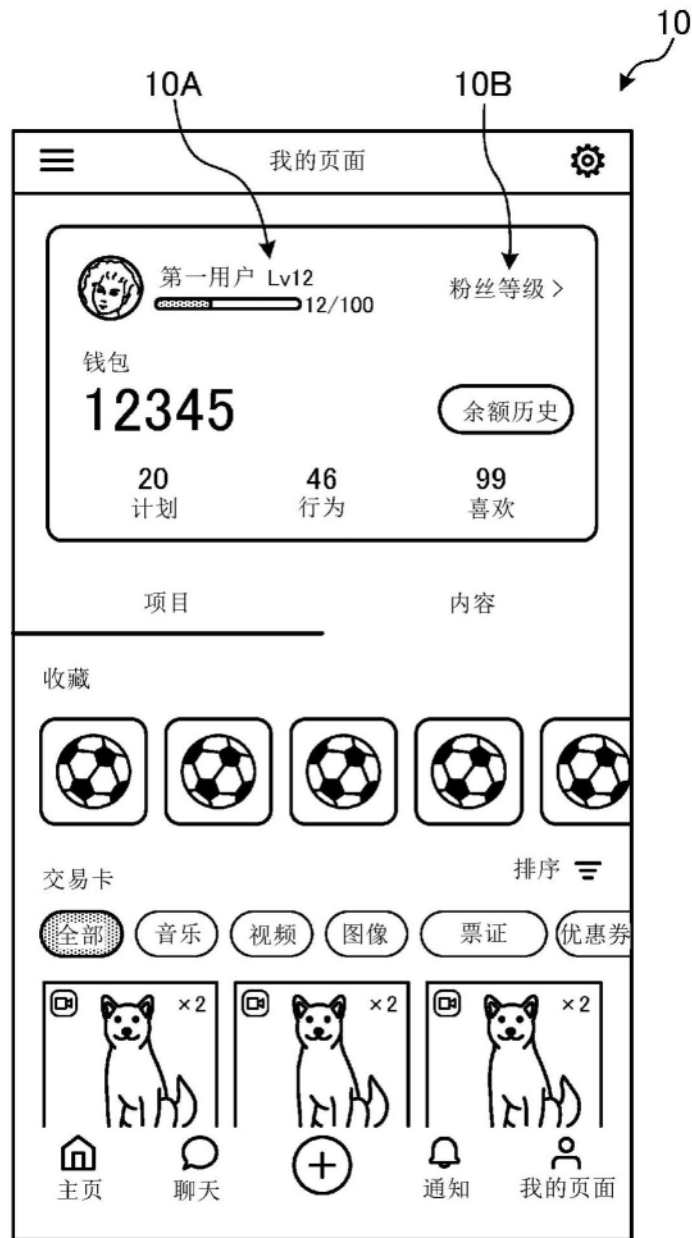 10
10A 10B
我的页面
第一用户 Lv12
12/100
粉丝等级 >
钱包
12345
余额历史
20 46 99
计划 行为 喜欢
项目 内容
收藏
交易卡 排序
全部 音乐 视频 图像 票证 优惠券
×2 ×2 ×2
主页 聊天 通知 我的页面